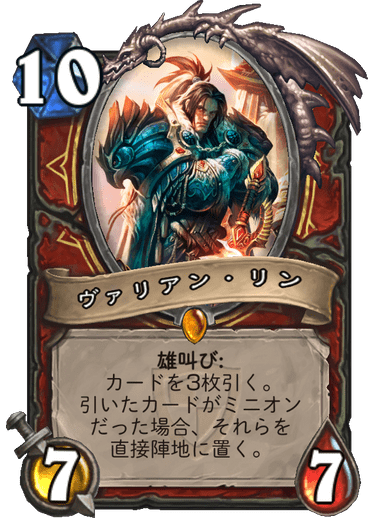 10
ヴァリアン・リン
雄叫び:
カードを3枚引く。
引いたカードがミニオン
だった場合、それらを
直接陣地に置く。
7
7